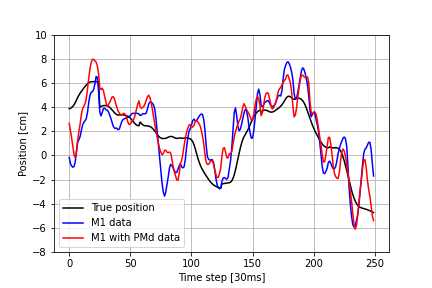 10
8
6
4
2
0
−2
−4
−6
−8
Position [cm]
True position
M1 data
M1 with PMd data
0 50 100 150 200 250
Time step [30ms]